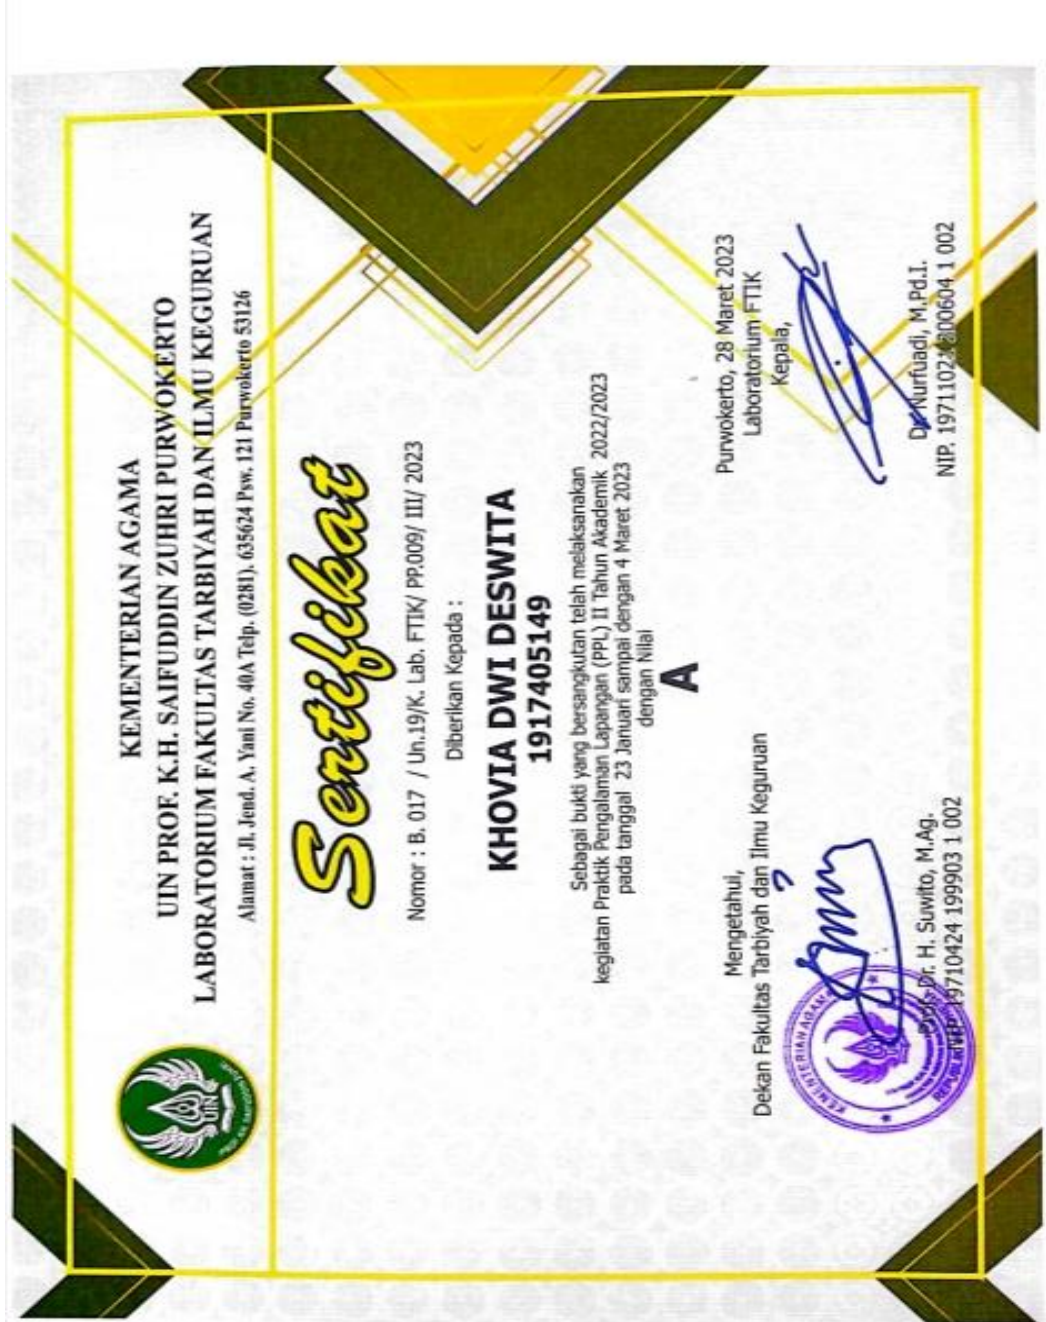 KEMENTERIAN AGAMA
UIN PROF. K.H. SAIFUDDIN ZUHRI PURWOKERTO
LABORATORIUM FAKULTAS TARBIYAH DAN ILMU KEGURUAN
Alamat : Jl. Jend. A. Yani No. 40A Telp. (0281). 635624 Psw. 121 Purwokerto 53126
UIN
Sertifikat
Nomor : B. 017 / Un.19/K. Lab. FTIK/ PP.009/ III/ 2023
Diberikan Kepada :
KHOVIA DWI DESWITA
1917405149
Sebagai bukti yang bersangkutan telah melaksanakan
kegiatan Praktik Pengalaman Lapangan (PPL) II Tahun Akademik 2022/2023
pada tanggal 23 Januari sampai dengan 4 Maret 2023
dengan Nilai
A
Mengetahui,
Dekan Fakultas Tarbiyah dan Ilmu Keguruan
KEMENTERIAN AGAMA
Dr. H. Suwito, M.Ag.
19710424 199903 1 002
Purwokerto, 28 Maret 2023
Laboratorium FTIK
Kepala,
Nurfuadi, M.Pd.I.
NIP. 1 002